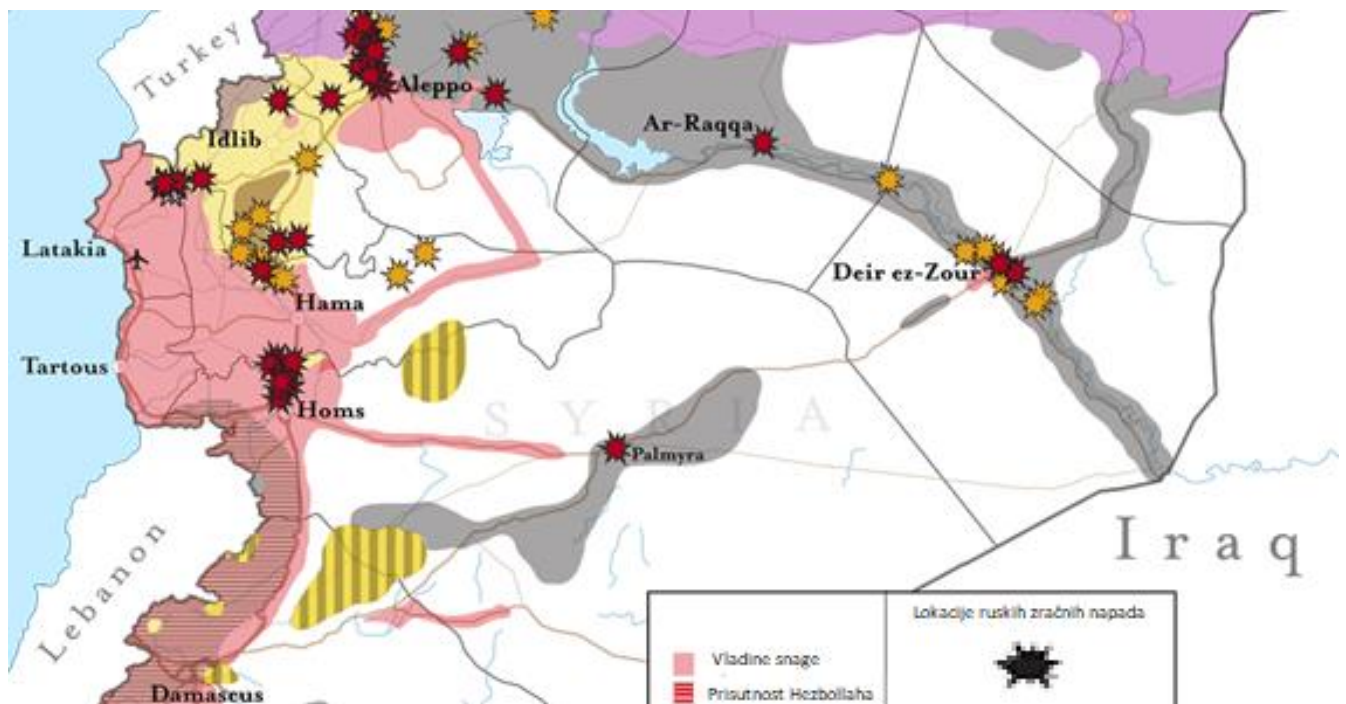 Turkey
Aleppo
Idlib
Ar-Raqqa
Latakia
Deir ez-Zour
Hama
Tartous
SYRIA
Homs
Palmyra
Iraq
Lebanon
Lokacije ruskih zračnih napada
Vladine snage
Prisutnost Hezbollaha
Damascus